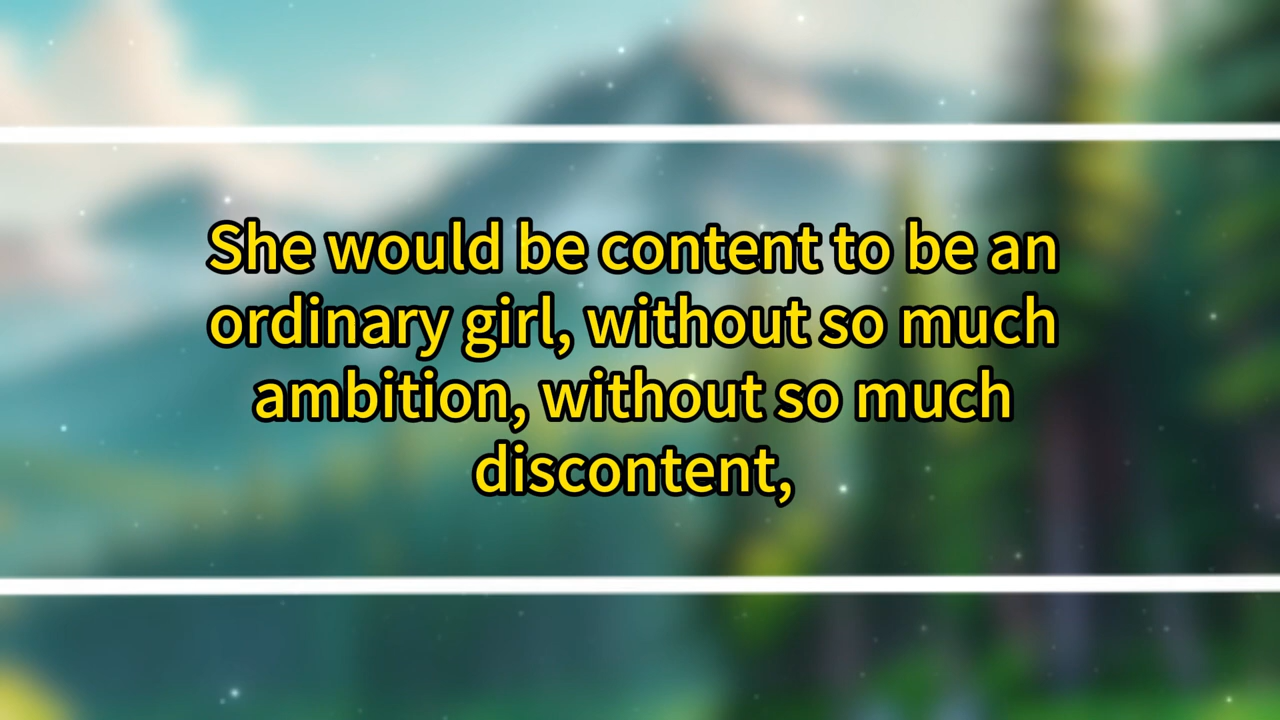 She would be content to be an
ordinary girl, without so much
ambition, without so much
discontent,